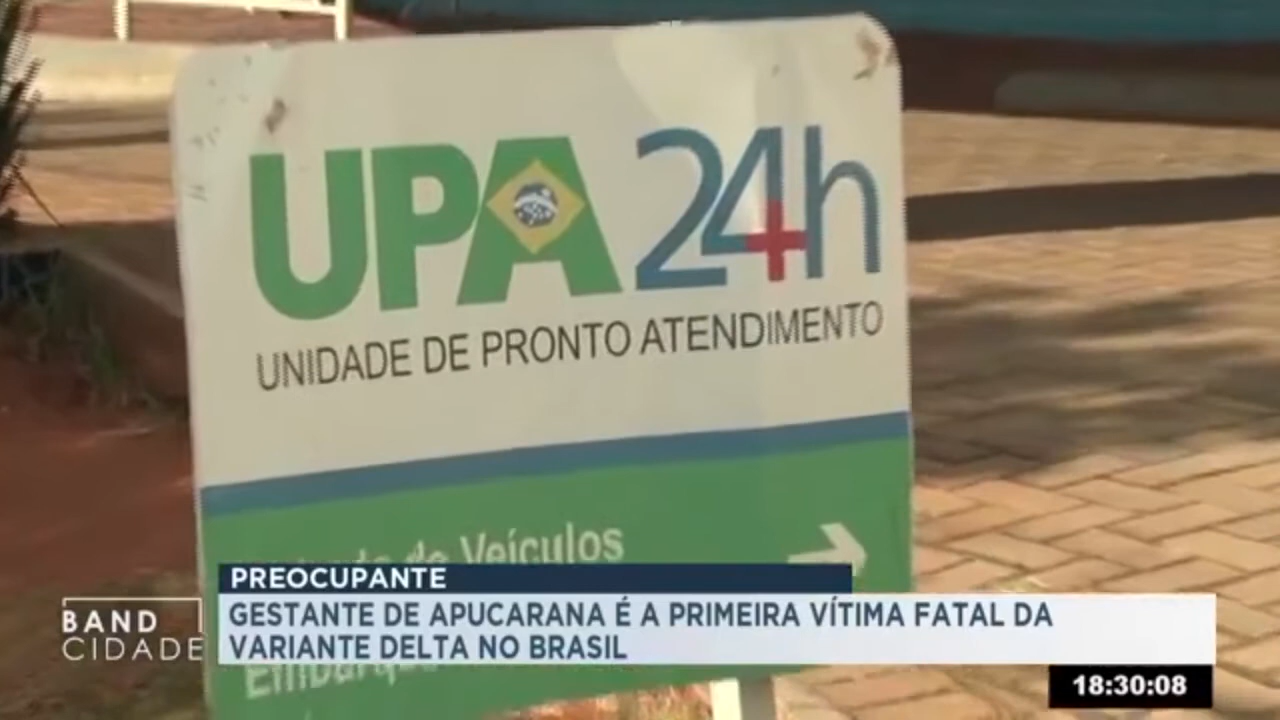 UPA 24h
UNIDADE DE PRONTO ATENDIMENTO
de Veículos
PREOCUPANTE
GESTANTE DE APUCARANA É A PRIMEIRA VÍTIMA FATAL DA
VARIANTE DELTA NO BRASIL
BAND
CIDADE
18:30:08